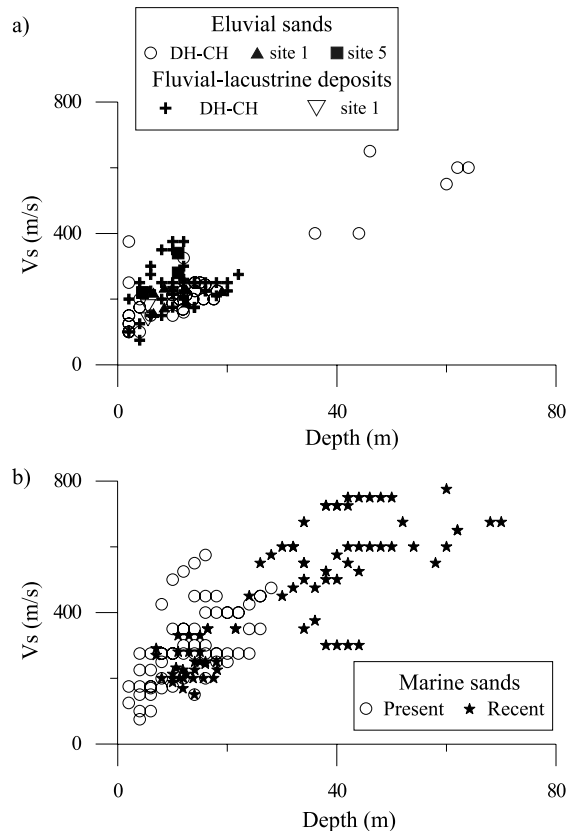 a)
Eluvial sands
DH-CH site 1 site 5
Fluvial-lacustrine deposits
DH-CH site 1
800
400
0
Vs (m/s)
0 40 80
Depth (m)
b)
800
400
0
Vs (m/s)
Marine sands
Present Recent
0 40 80
Depth (m)